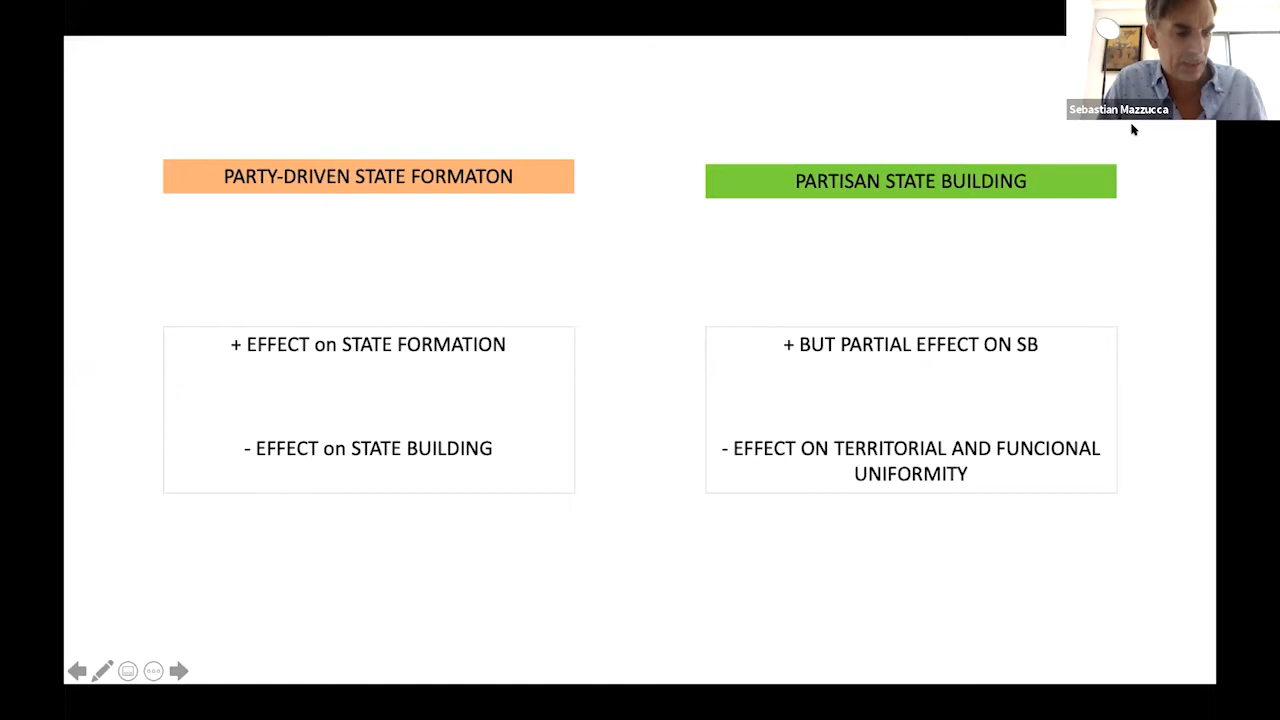 Sebastian Mazzucca
PARTY-DRIVEN STATE FORMATON
PARTISAN STATE BUILDING
+ EFFECT on STATE FORMATION
- EFFECT on STATE BUILDING
+ BUT PARTIAL EFFECT ON SB
- EFFECT ON TERRITORIAL AND FUNCIONAL
UNIFORMITY